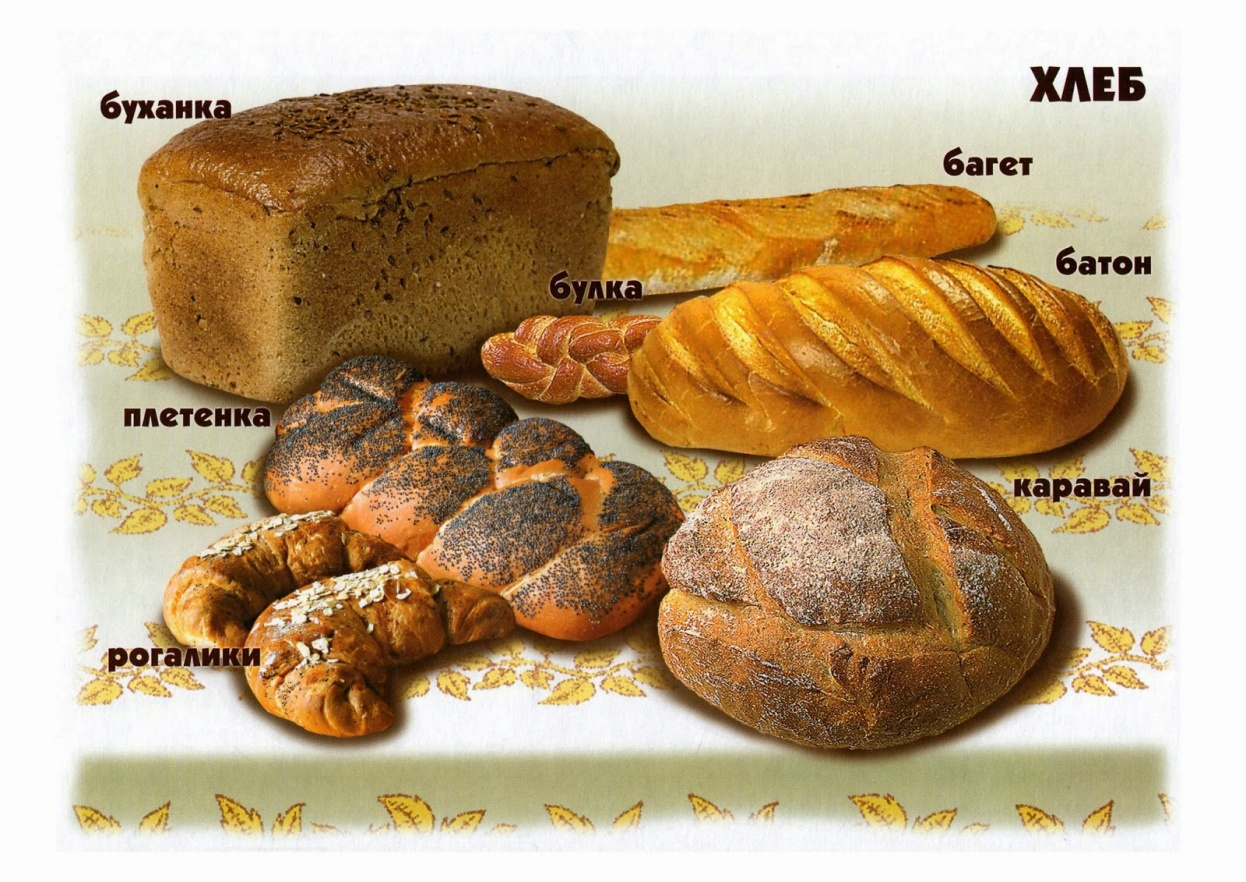 ХЛЕБ
буханка
багет
батон
булка
плетенка
каравай
рогалики